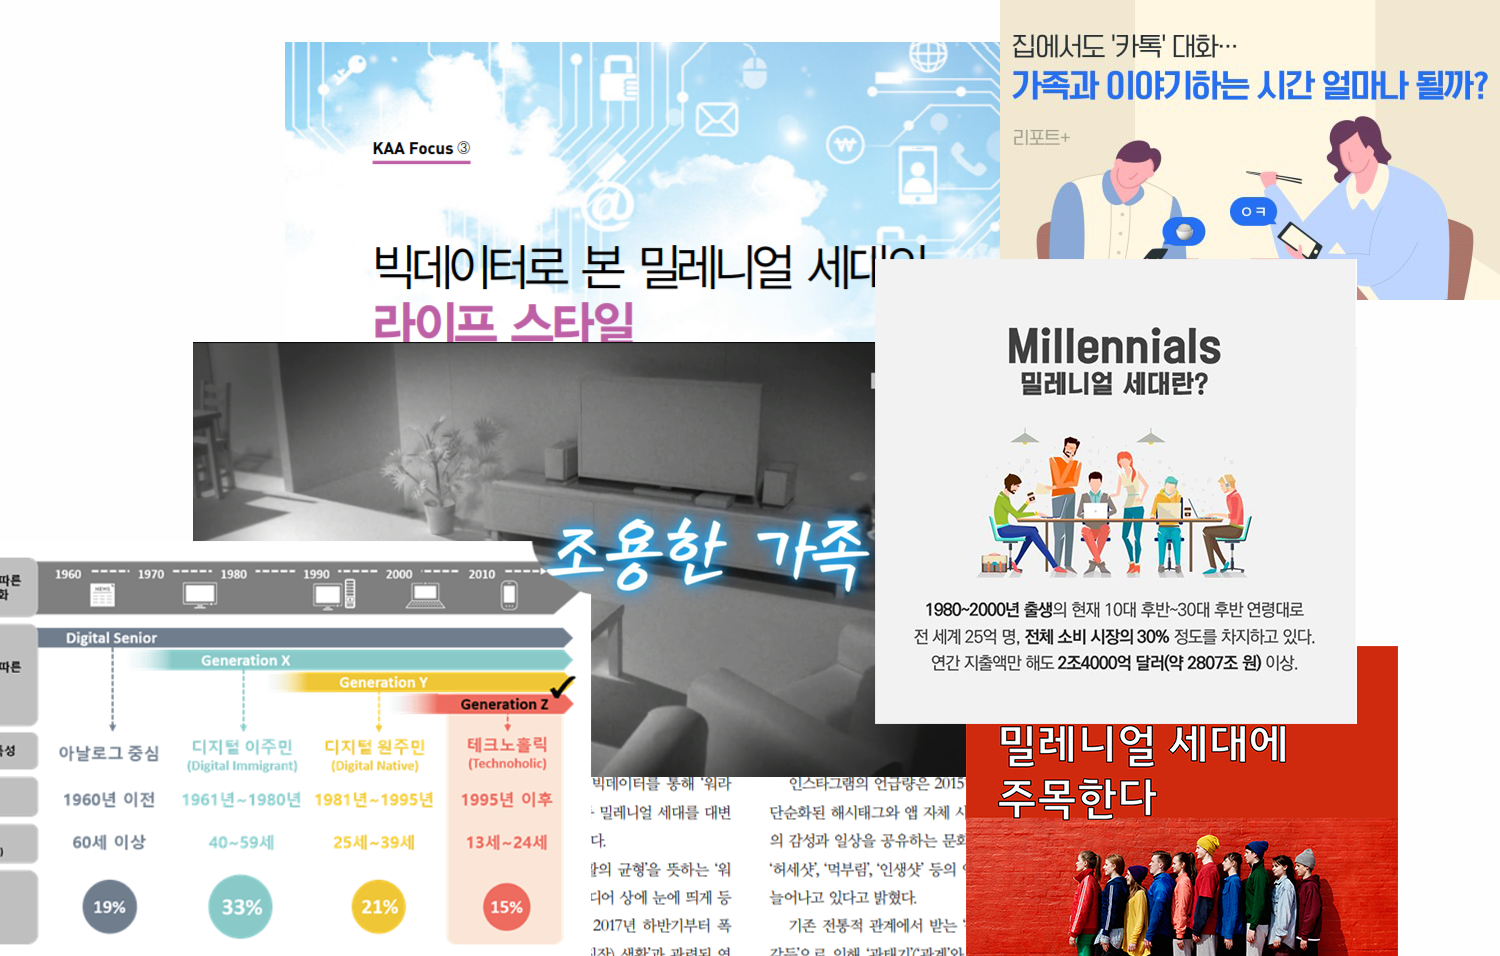 집에서도 '카톡' 대화…
가족과 이야기하는 시간 얼마나 될까?
리포트+
ㅇㅋ
KAA Focus ③
빅데이터로 본 밀레니얼 세대의
라이프 스타일
Millennials
밀레니얼 세대란?
1980~2000년 출생의 현재 10대 후반~30대 후반 연령대로
전 세계 25억 명, 전체 소비 시장의 30% 정도를 차지하고 있다.
연간 지출액만 해도 2조4000억 달러(약 2807조 원) 이상.
조용한 가족
따른
화
1960 1970 1980 1990 2000 2010
NEWS
Digital Senior
Generation X
따른
Generation Y
Generation Z
특성
아날로그 중심 디지털 이주민 디지털 원주민 테크노홀릭
(Digital Immigrant) (Digital Native) (Technoholic)
1960년 이전 1961년~1980년 1981년~1995년 1995년 이후
60세 이상 40~59세 25세~39세 13세~24세
)
19% 33% 21% 15%
빅데이터를 통해 '워라
밀레니얼 세대를 대변
다.
의 균형'을 뜻하는 '워
디어 상에 눈에 띄게 등
2017년 하반기부터 폭
생활'과 관련된 연
인스타그램의 언급량은 2015
단순화된 해시태그와 앱 자체 시
의 감성과 일상을 공유하는 문화
'허세샷', '먹부림', '인생샷' 등의
늘어나고 있다고 밝혔다.
기존 전통적 관계에서 받는
갈등'으로 인해 '관태기'('관계'와
밀레니얼 세대에
주목한다